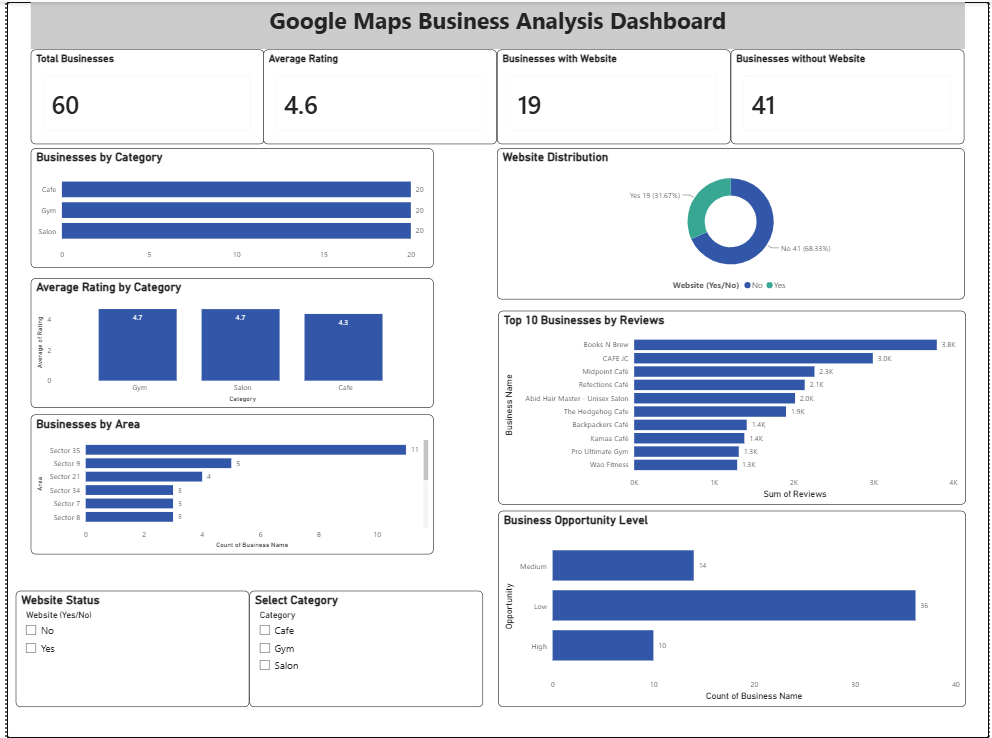 Google Maps Business Analysis Dashboard
Total Businesses
60
Average Rating
4.6
Businesses with Website
19
Businesses without Website
41
Businesses by Category
Cafe 20
Gym 20
Salon 20
0 5 10 15 20
Website Distribution
Yes 19 (31.67%)
No 41 (68.33%)
Website (Yes/No) No Yes
Average Rating by Category
Average of Rating
4
2
0
4.7 4.7 4.3
Gym Salon Cafe
Category
Top 10 Businesses by Reviews
Business Name
Books N Brew 3.8K
CAFE JC 3.0K
Midpoint Café 2.3K
Refections Café 2.1K
Abid Hair Master - Unisex Salon 2.0K
The Hedgehog Cafe 1.9K
Backpackers Café 1.4K
Kamaa Café 1.4K
Pro Ultimate Gym 1.3K
Wao Fitness 1.3K
0K 1K 2K 3K 4K
Sum of Reviews
Businesses by Area
Area
Sector 35 11
Sector 9 5
Sector 21 4
Sector 34 3
Sector 7 3
Sector 8 3
0 2 4 6 8 10
Count of Business Name
Business Opportunity Level
Opportunity
Medium 14
Low 36
High 10
0 10 20 30 40
Count of Business Name
Website Status
Website (Yes/No)
No
Yes
Select Category
Category
Cafe
Gym
Salon